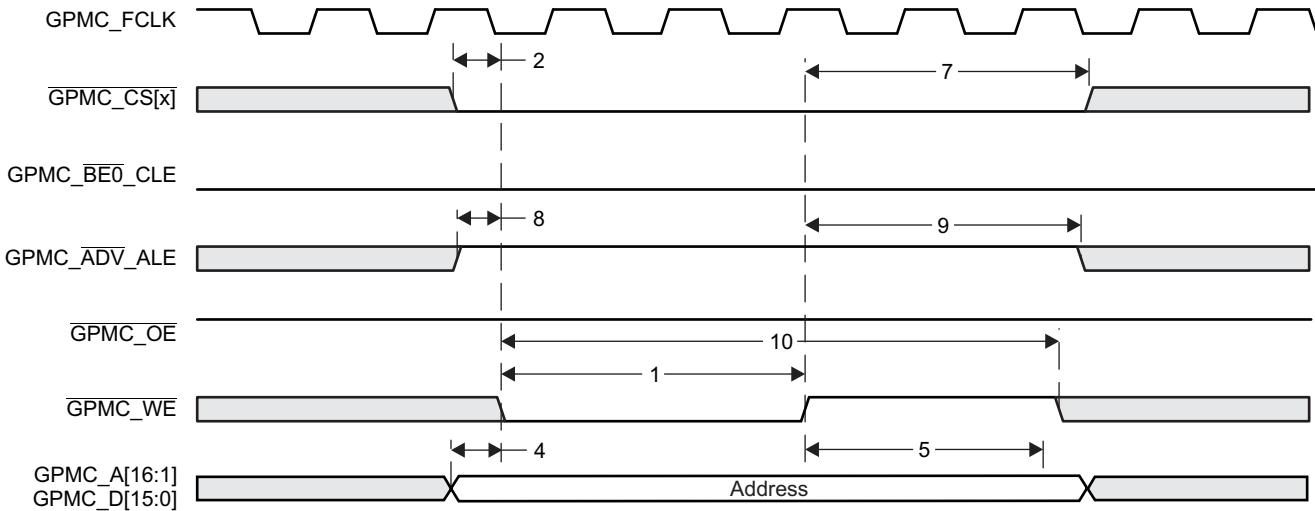 GPMC_FCLK
2
7
GPMC_CS[x]
GPMC_BE0_CLE
8
9
GPMC_ADV_ALE
GPMC_OE
10
1
GPMC_WE
4
5
GPMC_A[16:1]
GPMC_D[15:0]
Address